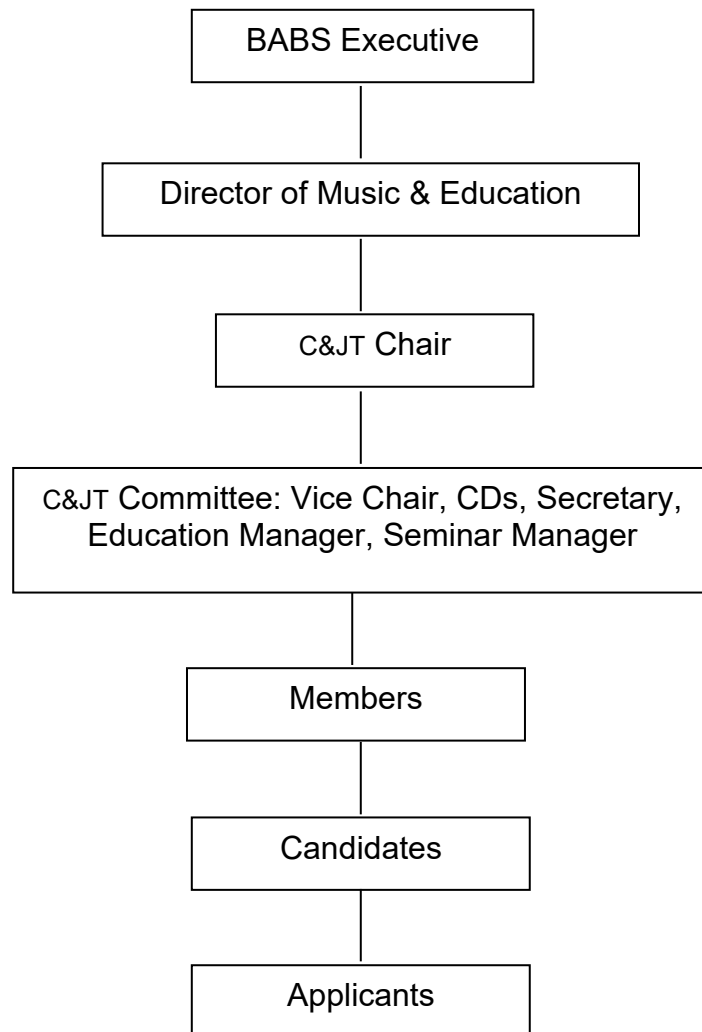 BABS Executive
Director of Music & Education
C&JT Chair
C&JT Committee: Vice Chair, CDs, Secretary,
Education Manager, Seminar Manager
Members
Candidates
Applicants